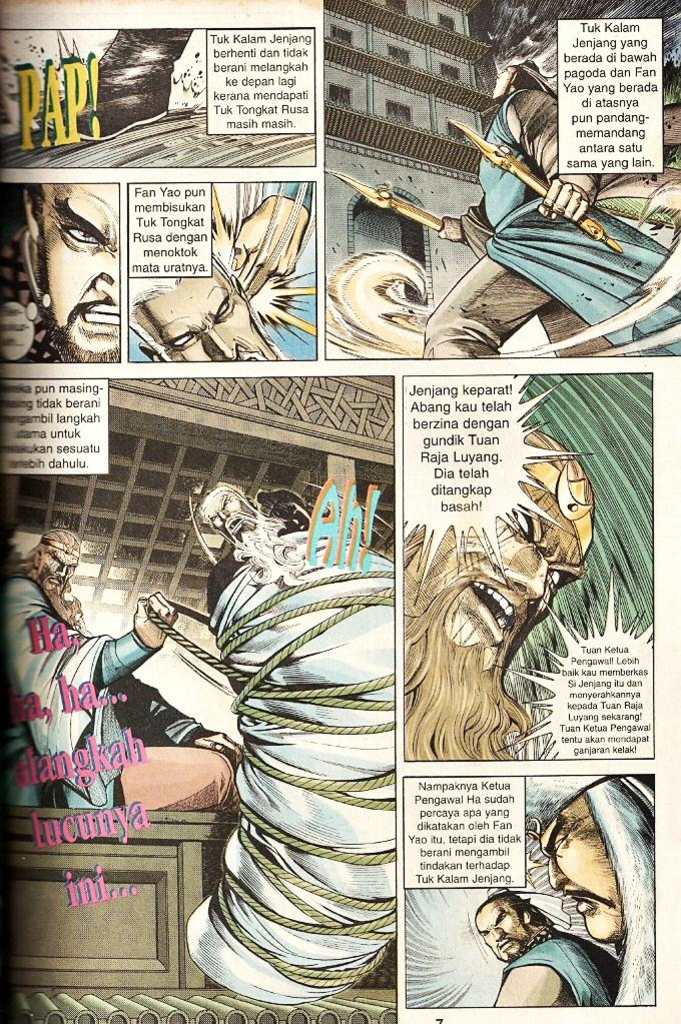 PAP!
Tuk Kalam Jenjang
berhenti dan tidak
berani melangkah
ke depan lagi
kerana mendapati
Tuk Tongkat Rusa
masih masih.
Tuk Kalam
Jenjang yang
berada di bawah
pagoda dan Fan
Yao yang berada
di atasnya
pun pandang-
memandang
antara satu
sama yang lain.
Fan Yao pun
membisukan
Tuk Tongkat
Rusa dengan
menotok
mata uratnya.
pun masing-
tidak berani
langkah
untuk
sesuatu
dahulu.
Ah!
Ha,
ha, ha...
alangkah
lucunya
ini...
Jenjang keparat!
Abang kau telah
berzina dengan
gundik Tuan
Raja Luyang.
Dia telah
ditangkap
basah!
Tuan Ketua
Pengawal! Lebih
baik kau memberkas
Si Jenjang itu dan
menyerahkannya
kepada Tuan Raja
Luyang sekarang!
Tuan Ketua Pengawal
tentu akan mendapat
ganjaran kelak!
Nampaknya Ketua
Pengawal Ha sudah
percaya apa yang
dikatakan oleh Fan
Yao itu, tetapi dia tidak
berani mengambil
tindakan terhadap
Tuk Kalam Jenjang.
7